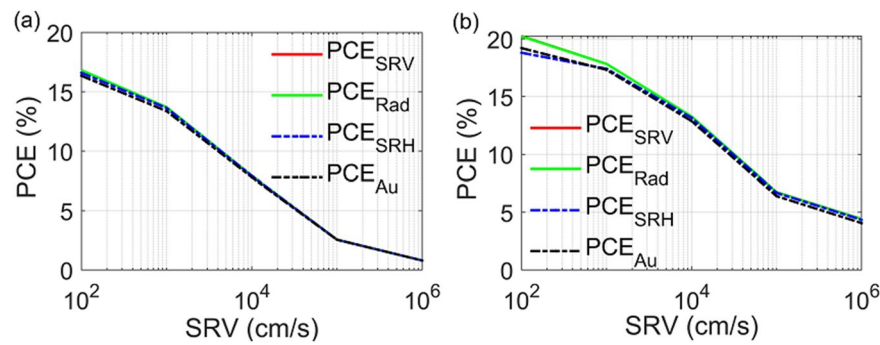 (a)
20
15
10
5
0
PCE (%)
PCE_SRV
PCE_Rad
PCE_SRH
PCE_Au
10^2
10^4
10^6
SRV (cm/s)
(b)
20
15
10
5
0
PCE (%)
PCE_SRV
PCE_Rad
PCE_SRH
PCE_Au
10^2
10^4
10^6
SRV (cm/s)